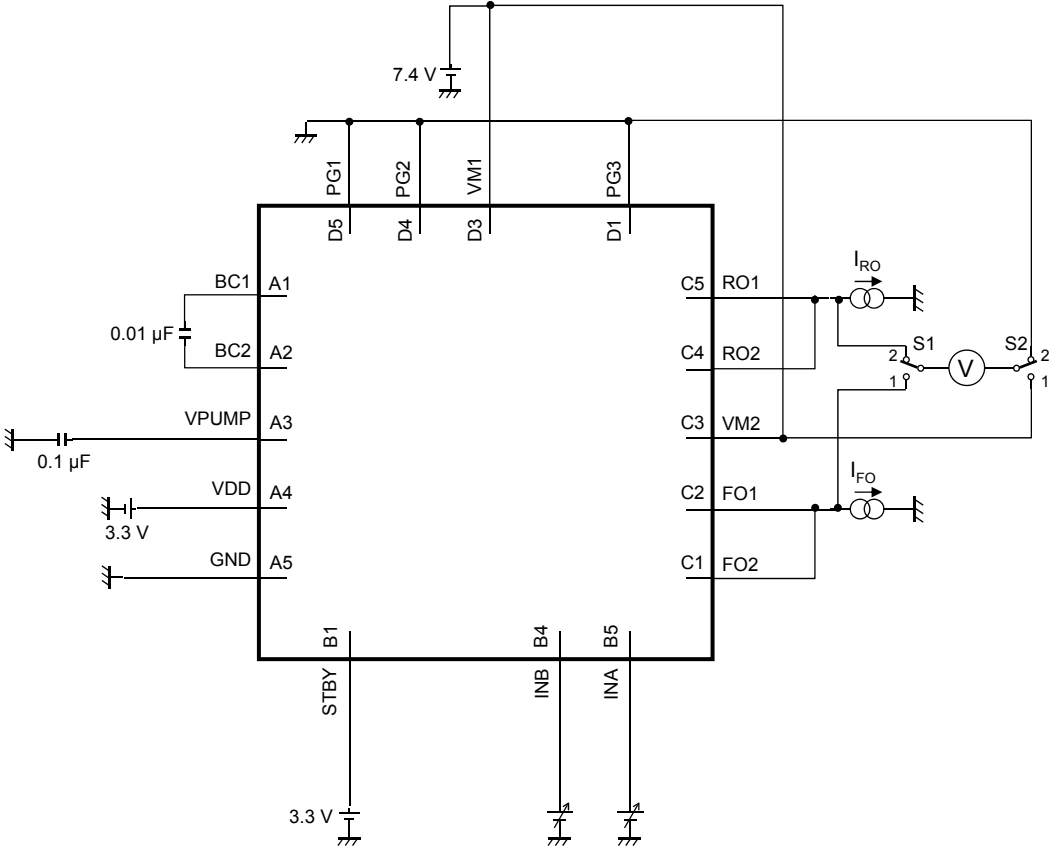 7.4 V
PG1
PG2
VM1
PG3
D5
D4
D3
D1
BC1
A1
0.01 µF
BC2
A2
VPUMP
A3
0.1 µF
VDD
A4
3.3 V
GND
A5
C5
RO1
I_RO
C4
RO2
2
S1
V
S2
2
1
1
C3
VM2
C2
FO1
I_FO
C1
FO2
B1
B4
B5
STBY
INB
INA
3.3 V